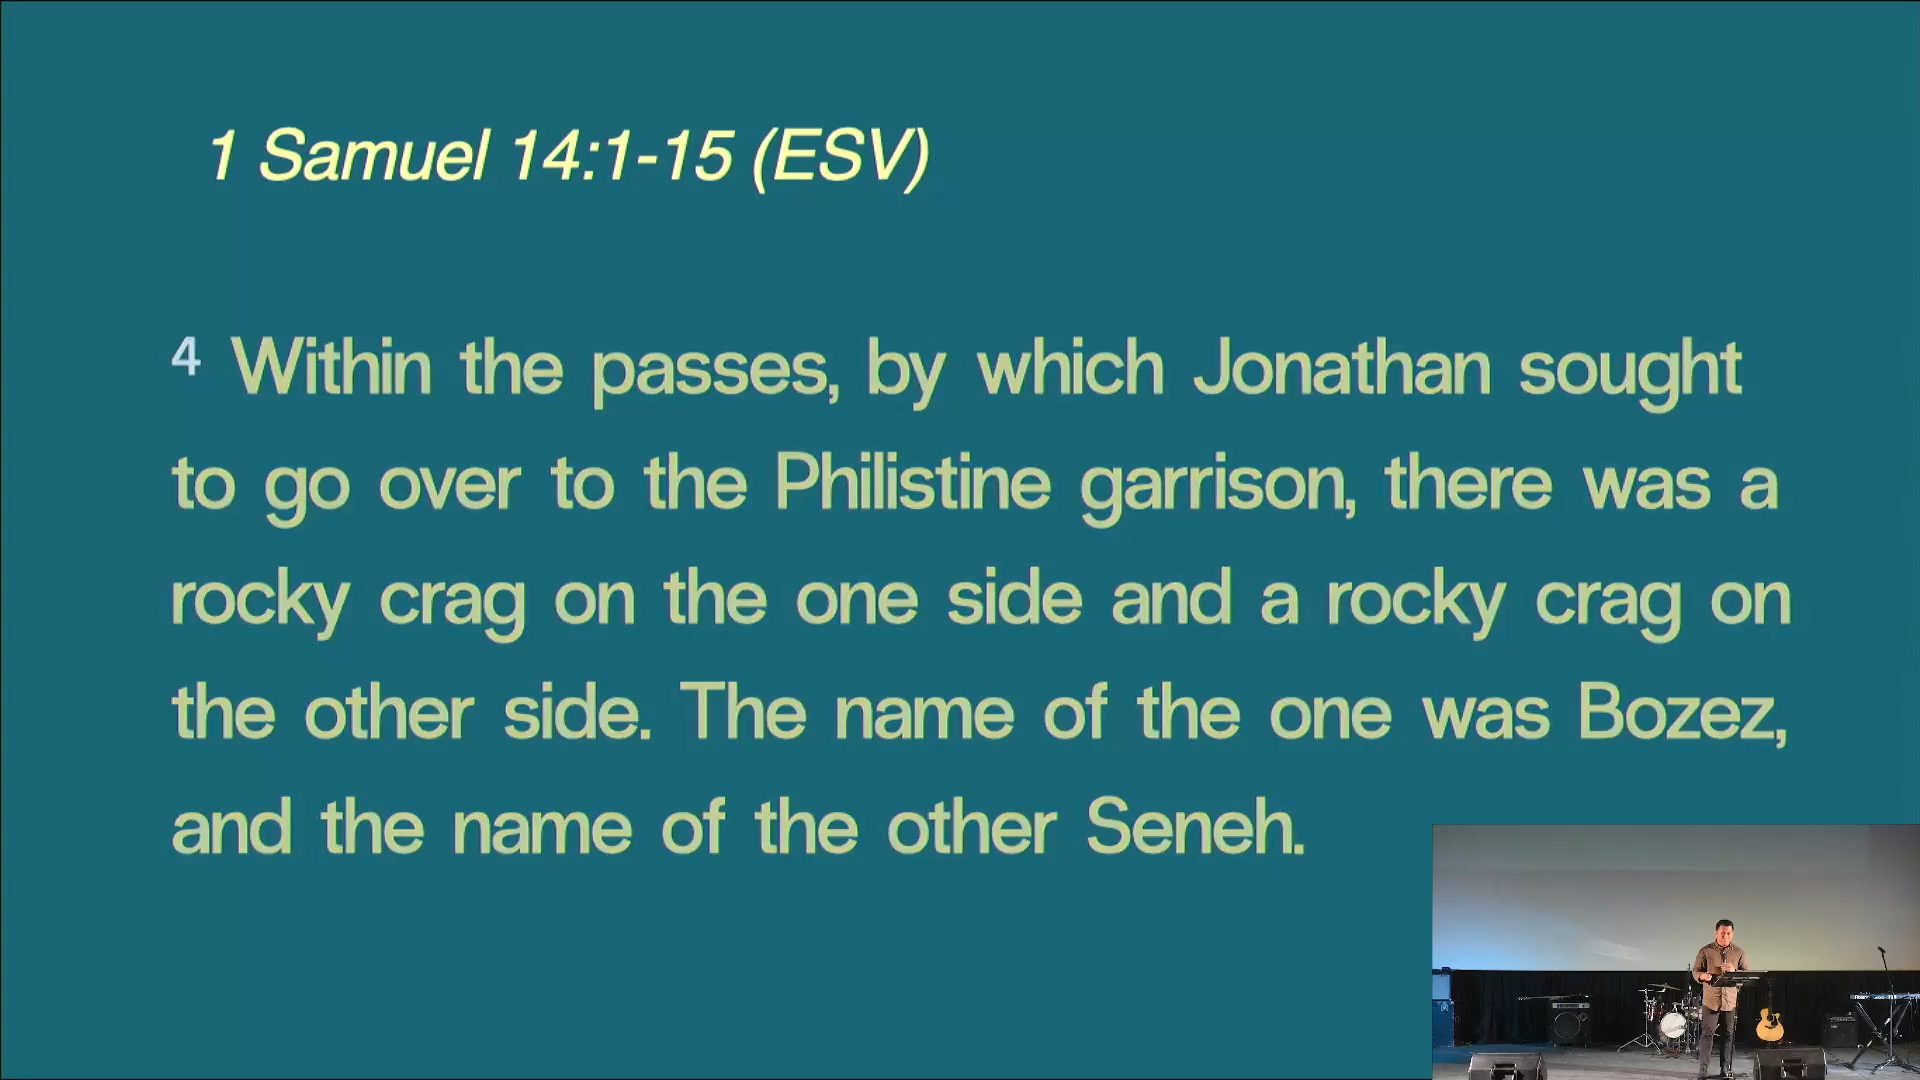 1 Samuel 14:1-15 (ESV)
4 Within the passes, by which Jonathan sought
to go over to the Philistine garrison, there was a
rocky crag on the one side and a rocky crag on
the other side. The name of the one was Bozez,
and the name of the other Seneh.